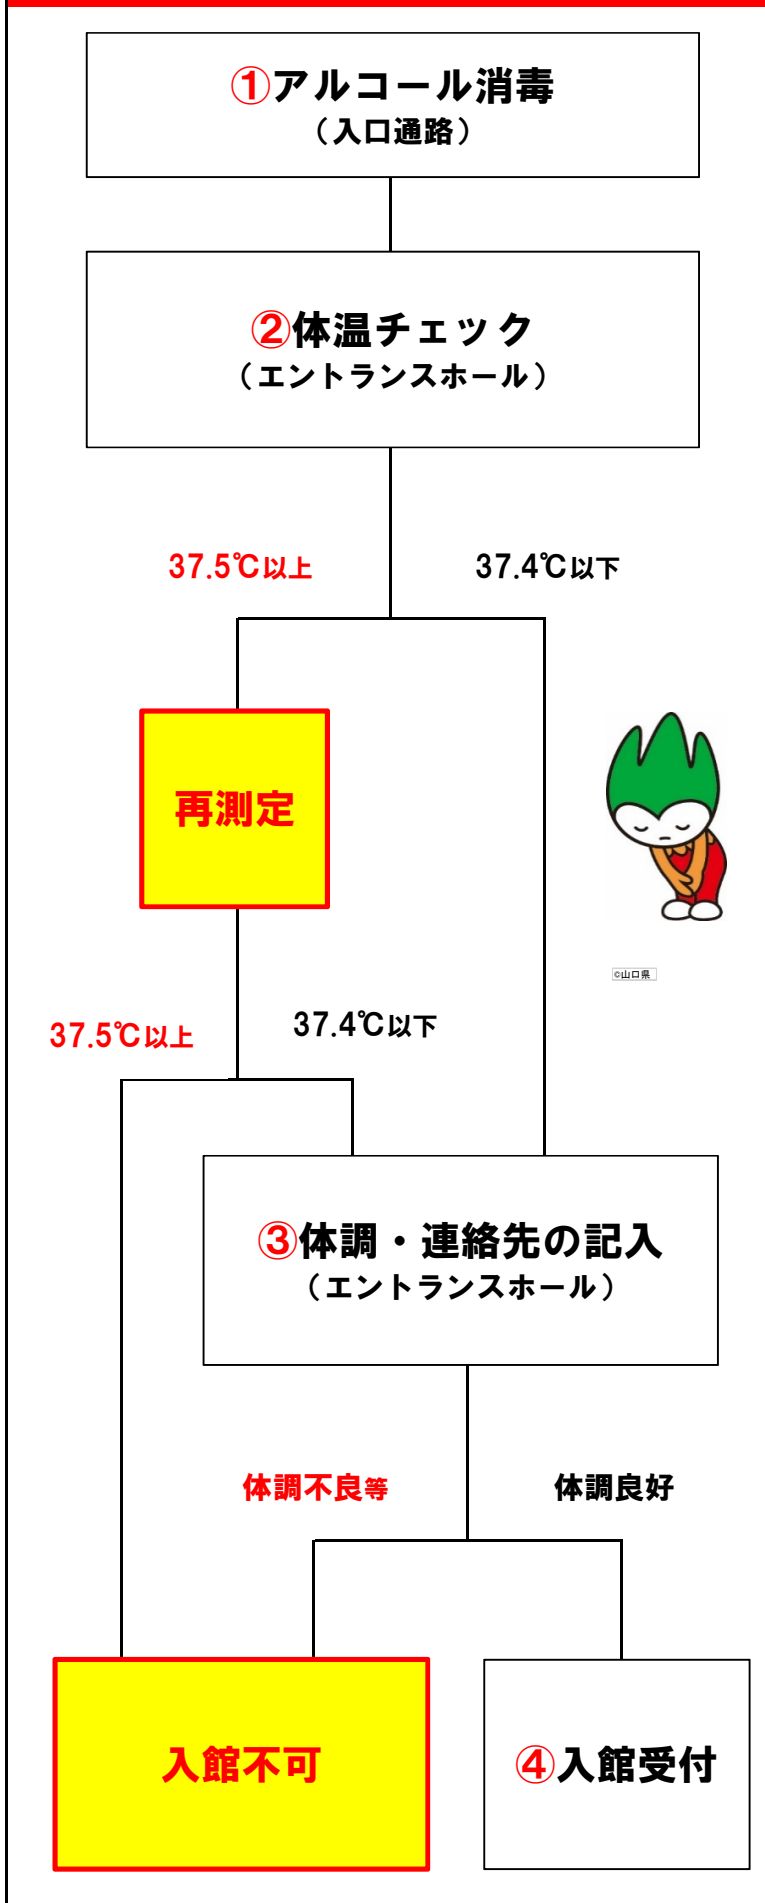 ①アルコール消毒
（入口通路）
②体温チェック
（エントランスホール）
37.5℃以上
37.4℃以下
再測定
©山口県
37.5℃以上
37.4℃以下
③体調・連絡先の記入
（エントランスホール）
体調不良等
体調良好
入館不可
④入館受付